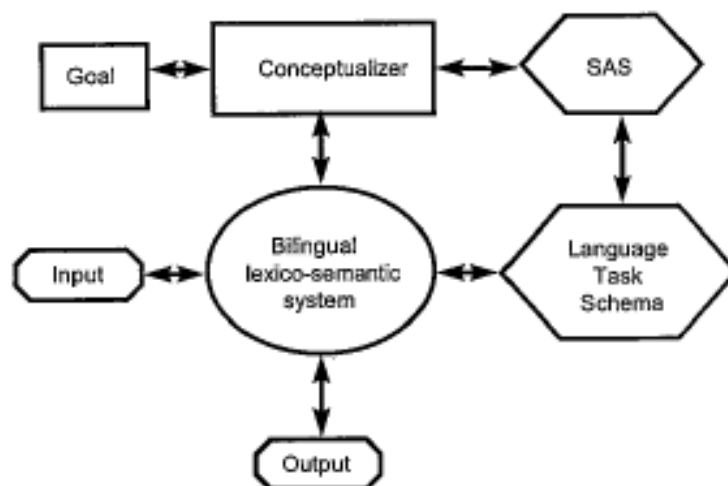 Goal
Conceptualizer
SAS
Input
Bilingual
lexico-semantic
system
Language
Task
Schema
Output